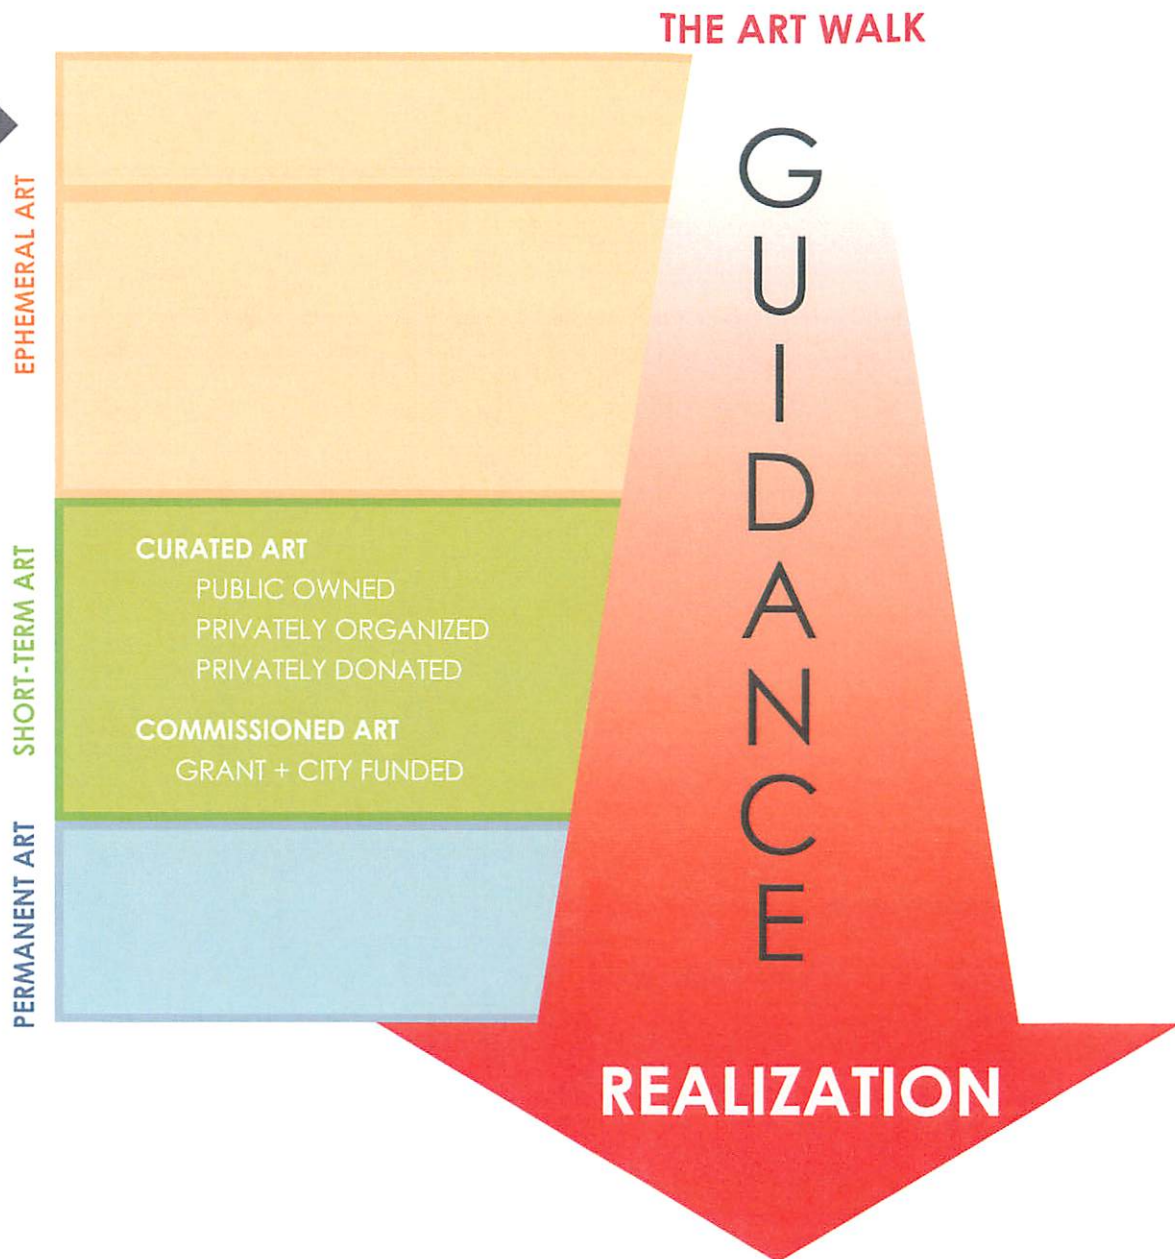 THE ART WALK
EPHEMERAL ART
SHORT-TERM ART
PERMANENT ART
CURATED ART
PUBLIC OWNED
PRIVATELY ORGANIZED
PRIVATELY DONATED
COMMISSIONED ART
GRANT + CITY FUNDED
GUIDANCE
REALIZATION